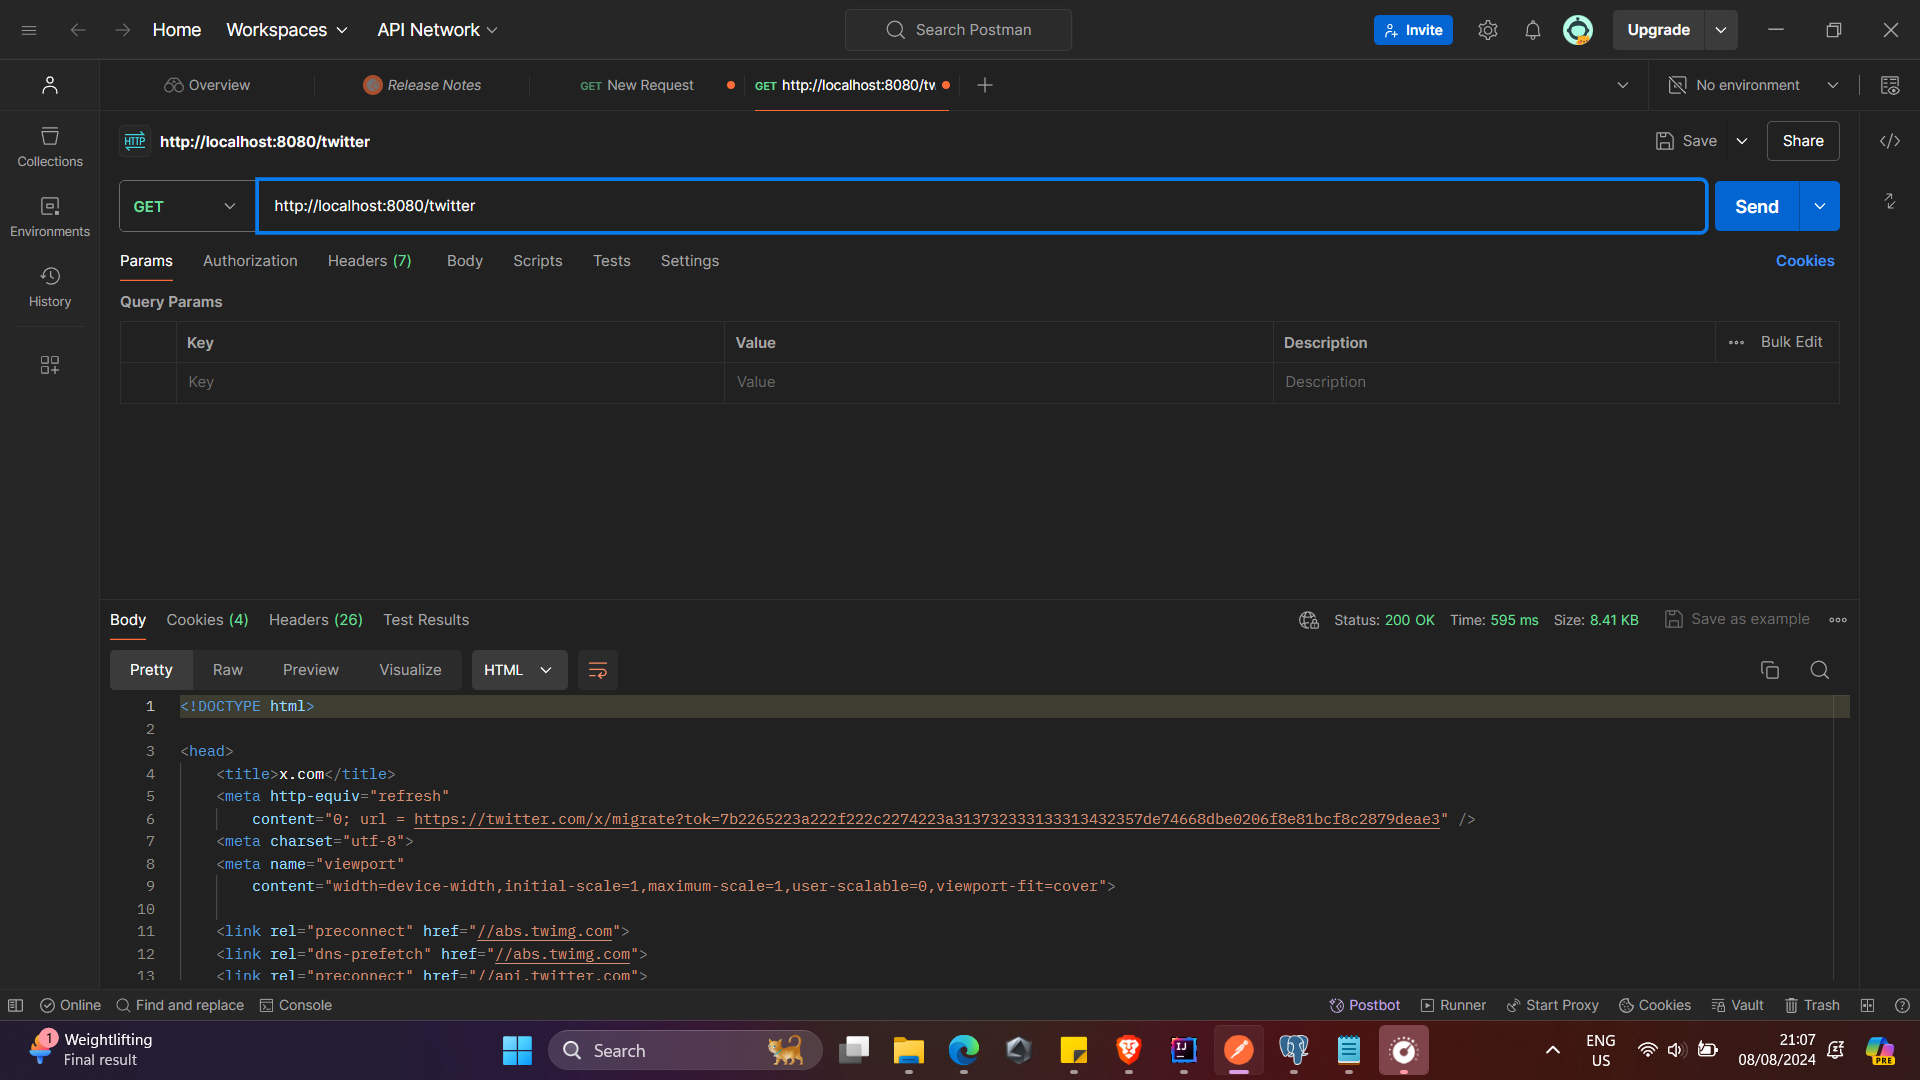 Home Workspaces API Network Search Postman Invite Upgrade
Overview Release Notes GET New Request GET http://localhost:8080/tw No environment
HTTP http://localhost:8080/twitter Save Share
GET http://localhost:8080/twitter Send
Collections
Environments
History
Params Authorization Headers (7) Body Scripts Tests Settings Cookies
Query Params
Key Value Description Bulk Edit
Key Value Description
Body Cookies (4) Headers (26) Test Results Status: 200 OK Time: 595 ms Size: 8.41 KB Save as example
Pretty Raw Preview Visualize HTML
1 <!DOCTYPE html>
2
3 <head>
4 <title>x.com</title>
5 <meta http-equiv="refresh"
6 content="0; url = https://twitter.com/x/migrate?tok=7b2265223a222f222c2274223a313732333133313432357de74668dbe0206f8e81bcf8c2879deae3" />
7 <meta charset="utf-8">
8 <meta name="viewport"
9 content="width=device-width,initial-scale=1,maximum-scale=1,user-scalable=0,viewport-fit=cover">
10
11 <link rel="preconnect" href="//abs.twimg.com">
12 <link rel="dns-prefetch" href="//abs.twimg.com">
13 <link rel="preconnect" href="//api.twitter.com">
Online Find and replace Console Postbot Runner Start Proxy Cookies Vault Trash
1 Weightlifting
Final result
Search
IJ
ENG
US
21:07
08/08/2024
PRE